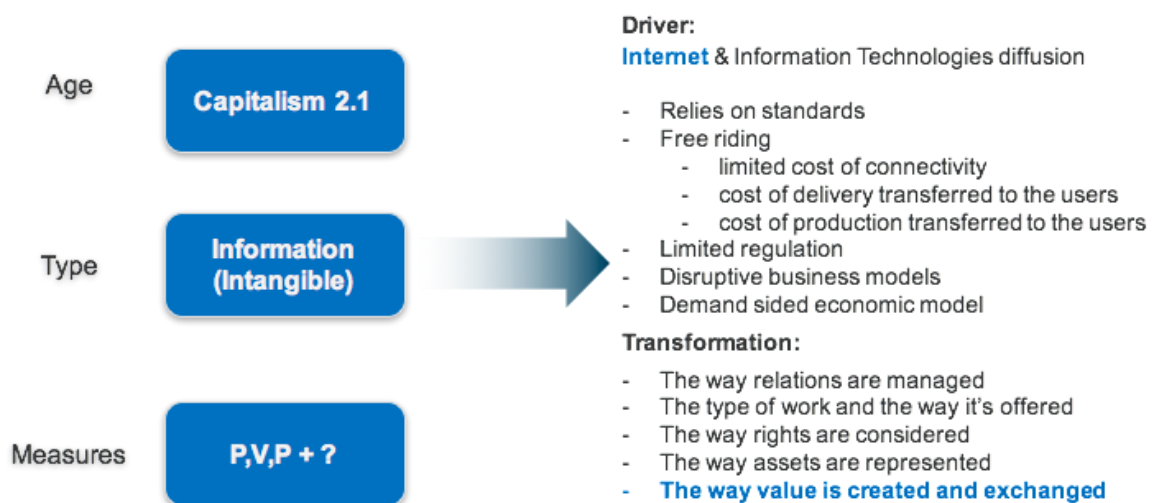 Age
Capitalism 2.1
Type
Information
(Intangible)
Measures
P,V,P + ?
Driver:
Internet & Information Technologies diffusion
- Relies on standards
- Free riding
- limited cost of connectivity
- cost of delivery transferred to the users
- cost of production transferred to the users
- Limited regulation
- Disruptive business models
- Demand sided economic model
Transformation:
- The way relations are managed
- The type of work and the way it's offered
- The way rights are considered
- The way assets are represented
- The way value is created and exchanged